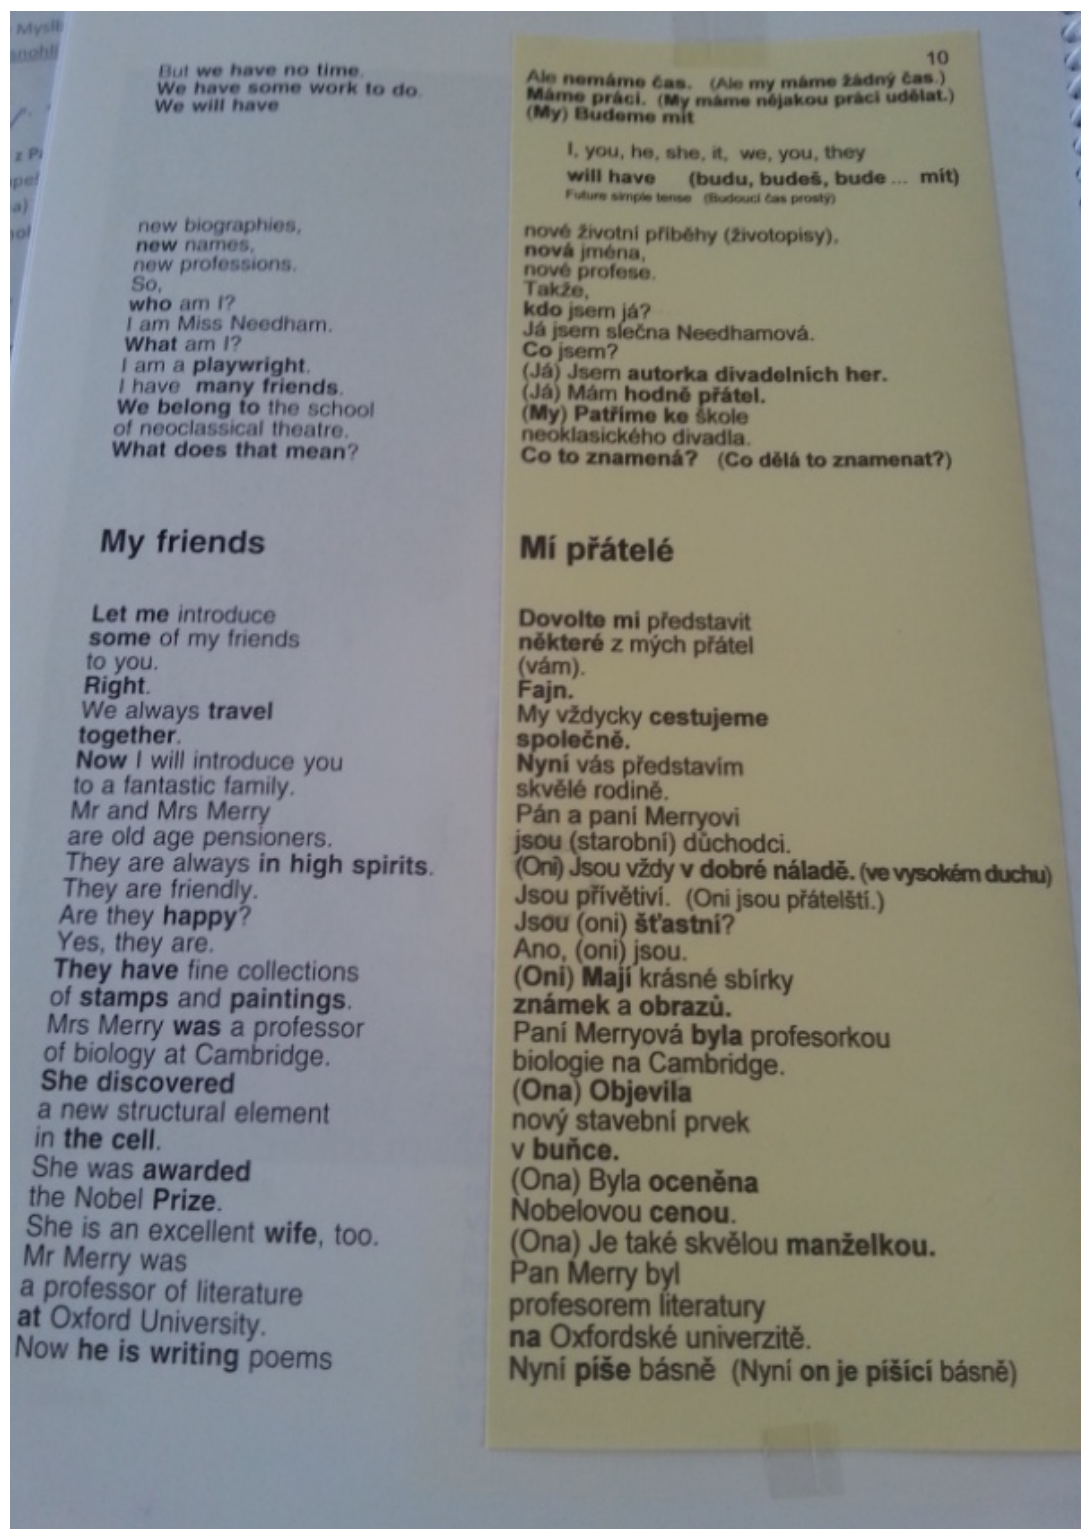 But we have no time.
We have some work to do.
We will have
new biographies,
new names,
new professions.
So,
who am I?
I am Miss Needham.
What am I?
I am a playwright.
I have many friends.
We belong to the school
of neoclassical theatre.
What does that mean?
My friends
Let me introduce
some of my friends
to you.
Right.
We always travel
together.
Now I will introduce you
to a fantastic family.
Mr and Mrs Merry
are old age pensioners.
They are always in high spirits.
They are friendly.
Are they happy?
Yes, they are.
They have fine collections
of stamps and paintings.
Mrs Merry was a professor
of biology at Cambridge.
She discovered
a new structural element
in the cell.
She was awarded
the Nobel Prize.
She is an excellent wife, too.
Mr Merry was
a professor of literature
at Oxford University.
Now he is writing poems
10
Ale nemáme čas. (Ale my máme žádný čas.)
Máme práci. (My máme nějakou práci udělat.)
(My) Budeme mít
I, you, he, she, it, we, you, they
will have (budu, budeš, bude ... mít)
Future simple tense (Budoucí čas prostý)
nové životní příběhy (životopisy),
nová jména,
nové profese.
Takže,
kdo jsem já?
Já jsem slečna Needhamová.
Co jsem?
(Já) Jsem autorka divadelních her.
(Já) Mám hodně přátel.
(My) Patříme ke škole
neoklasického divadla.
Co to znamená? (Co dělá to znamenat?)
Mí přátelé
Dovolte mi představit
některé z mých přátel
(vám).
Fajn.
My vždycky cestujeme
společně.
Nyní vás představím
skvělé rodině.
Pán a paní Merryovi
jsou (starobní) důchodci.
(Oni) Jsou vždy v dobré náladě. (ve vysokém duchu)
Jsou přívětiví. (Oni jsou přátelští.)
Jsou (oni) šťastní?
Ano, (oni) jsou.
(Oni) Mají krásné sbírky
známek a obrazů.
Paní Merryová byla profesorkou
biologie na Cambridge.
(Ona) Objevila
nový stavební prvek
v buňce.
(Ona) Byla oceněna
Nobelovou cenou.
(Ona) Je také skvělou manželkou.
Pan Merry byl
profesorem literatury
na Oxfordské univerzitě.
Nyní píše básně (Nyní on je píšící básně)